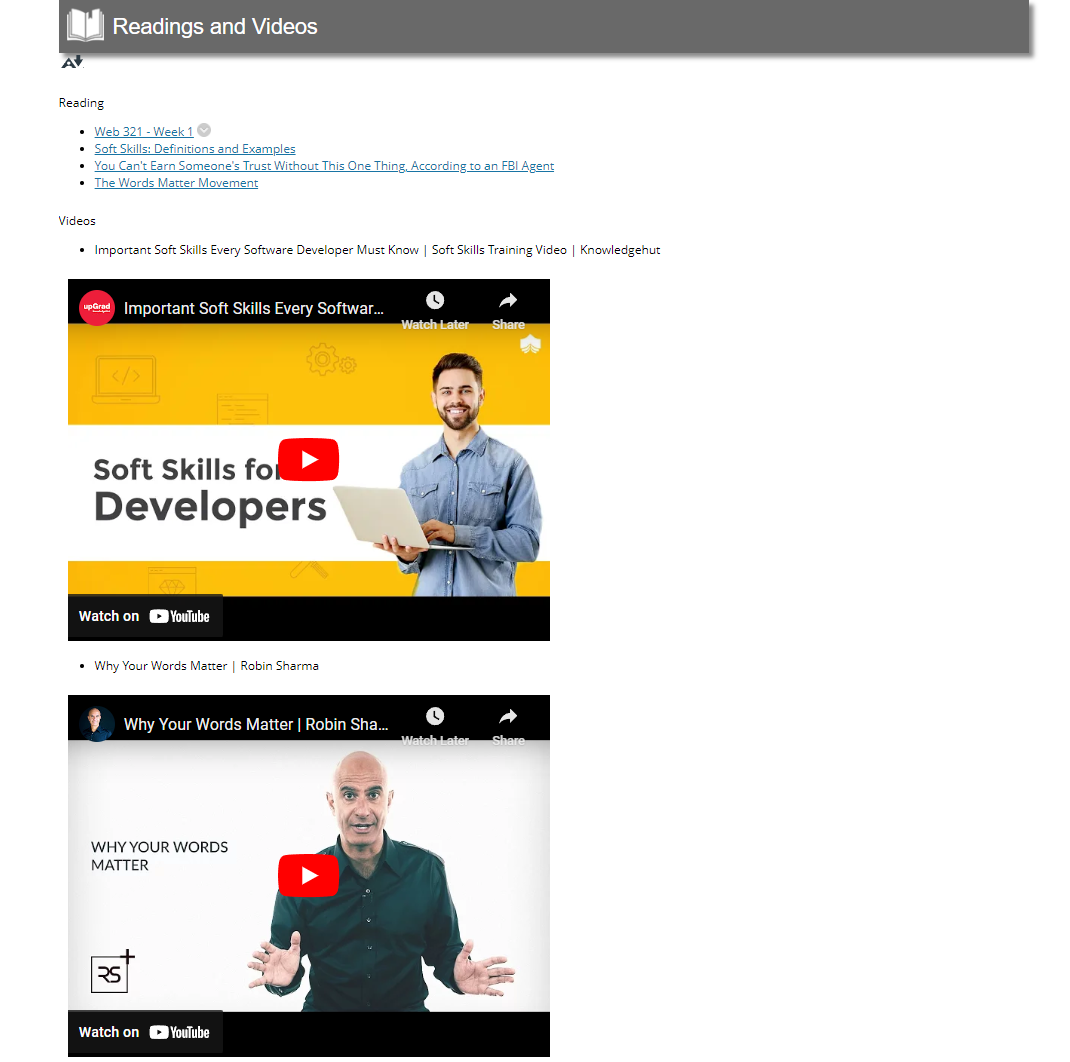 Readings and Videos
A
Reading
Web 321 - Week 1
Soft Skills: Definitions and Examples
You Can't Earn Someone's Trust Without This One Thing, According to an FBI Agent
The Words Matter Movement
Videos
Important Soft Skills Every Software Developer Must Know | Soft Skills Training Video | Knowledgehut
upGrad
Important Soft Skills Every Softwar...
Watch Later
Share
</>
Soft Skills for
Developers
Watch on YouTube
Why Your Words Matter | Robin Sharma
Why Your Words Matter | Robin Sha...
Watch Later
Share
WHY YOUR WORDS
MATTER
RS+
Watch on YouTube